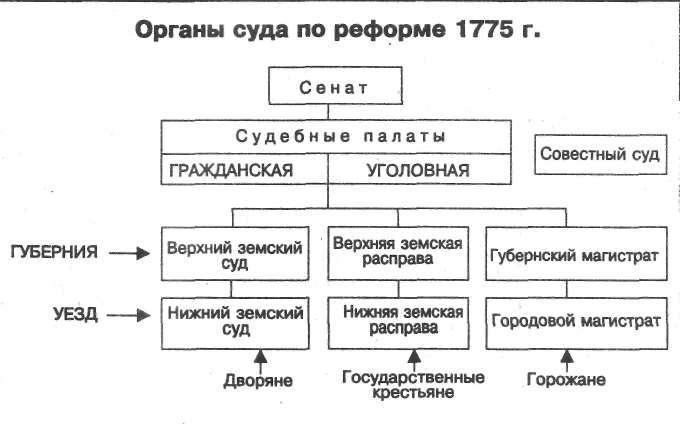 Органы суда по реформе 1775 г.
Сенат
Судебные палаты
ГРАЖДАНСКАЯ УГОЛОВНАЯ
Совестный суд
ГУБЕРНИЯ
Верхний земский
суд
Верхняя земская
расправа
Губернский магистрат
УЕЗД
Нижний земский
суд
Нижняя земская
расправа
Городовой магистрат
Дворяне
Государственные
крестьяне
Горожане